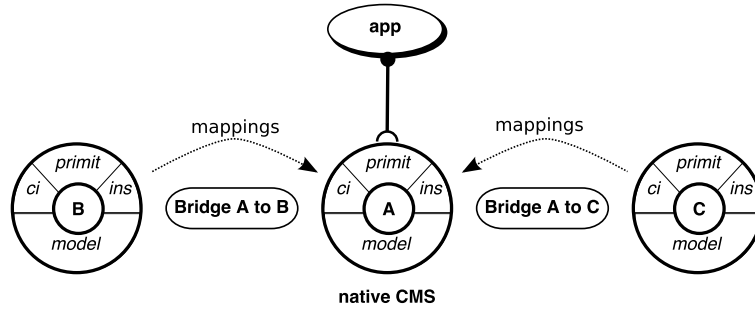 app
mappings
mappings
primit
ci
ins
B
model
Bridge A to B
primit
ci
ins
A
model
Bridge A to C
primit
ci
ins
C
model
native CMS